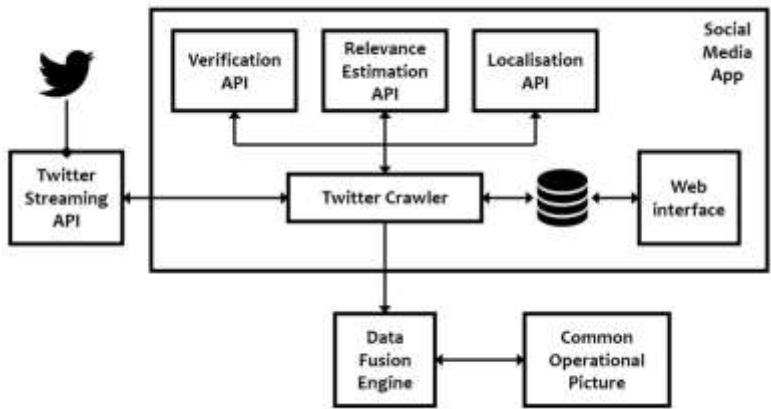 Social
Media
App
Verification
API
Relevance
Estimation
API
Localisation
API
Twitter
Streaming
API
Twitter Crawler
Web
interface
Data
Fusion
Engine
Common
Operational
Picture